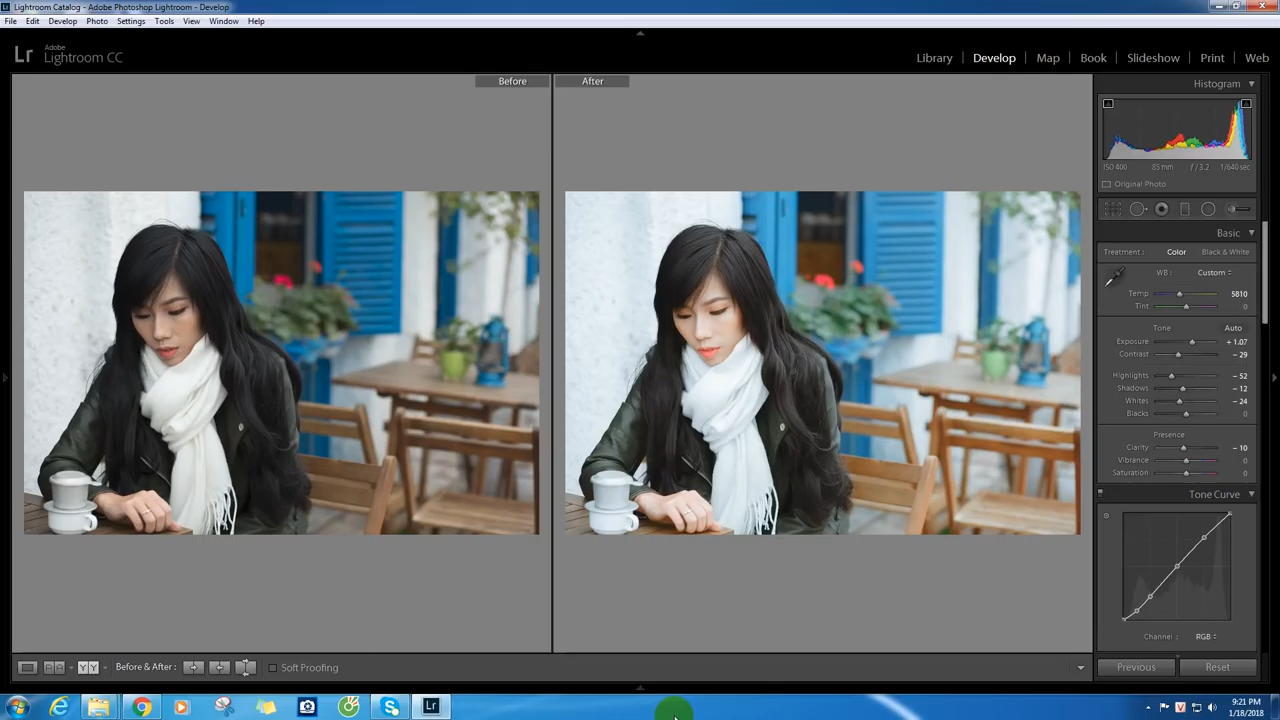 Lightroom Catalog - Adobe Photoshop Lightroom - Develop
File Edit Develop Photo Settings Tools View Window Help
Lr Adobe
Lightroom CC
Library Develop Map Book Slideshow Print Web
Before After
Histogram
ISO 400 85mm f / 3.2 1/640 sec
Original Photo
Basic
Treatment : Color Black & White
WB : Custom
Temp 5810
Tint 0
Tone Auto
Exposure + 1.07
Contrast − 29
Highlights − 52
Shadows − 12
Whites − 24
Blacks 0
Presence
Clarity − 10
Vibrance 0
Saturation 0
Tone Curve
Channel : RGB
Before & After : Soft Proofing
Previous Reset
Lr
9:21 PM
1/18/2018